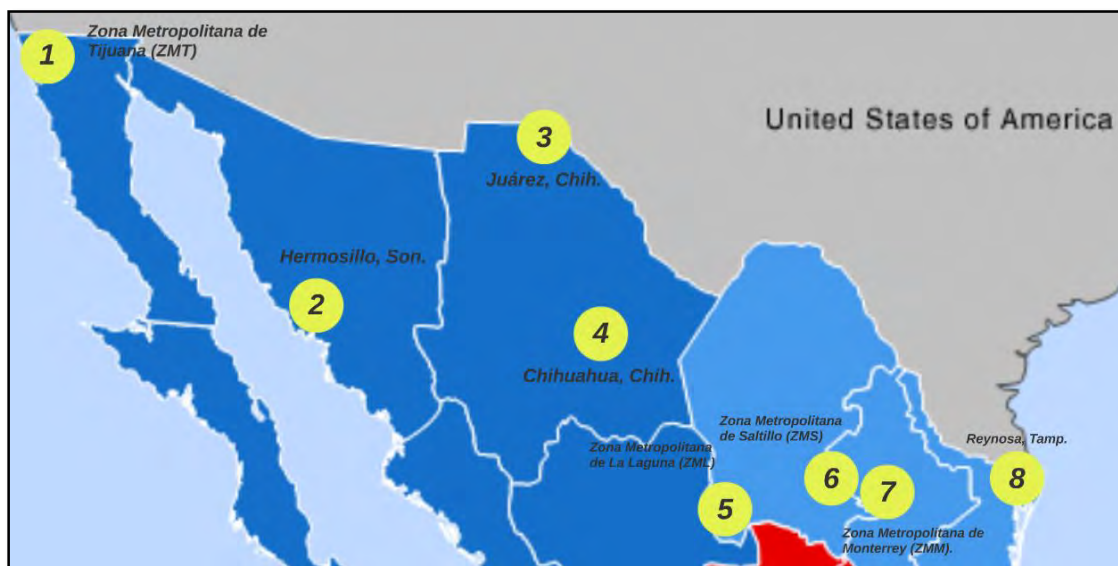 Zona Metropolitana de
Tijuana (ZMT)
1
3
United States of America
Juárez, Chih.
Hermosillo, Son.
2
4
Chihuahua, Chih.
Zona Metropolitana
de Saltillo (ZMS)
Reynosa, Tamp.
Zona Metropolitana
de La Laguna (ZML)
6
7
8
5
Zona Metropolitana de
Monterrey (ZMM).